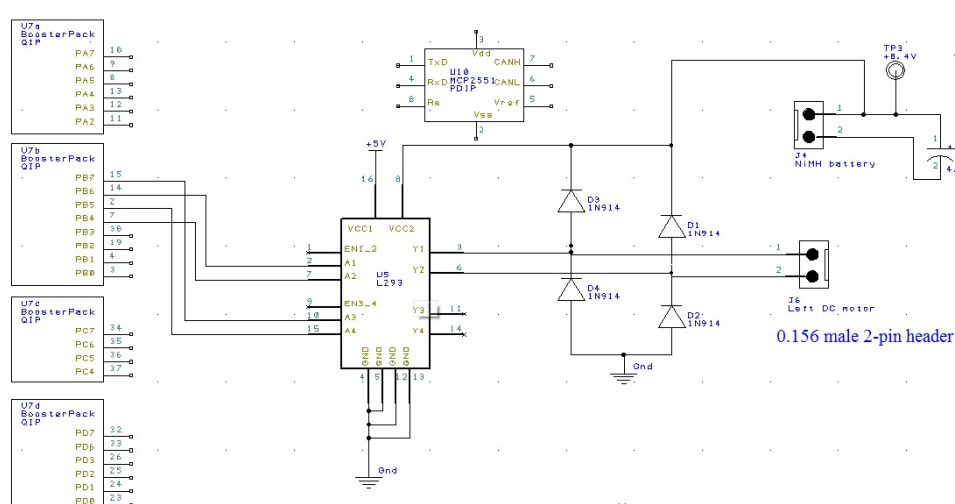 U7a
BoosterPack
QIP
PA7 10
PA6 9
PA5 8
PA4 13
PA3 12
PA2 11
U7b
BoosterPack
QIP
PB7 15
PB6 14
PB5 2
PB4 7
PB3 38
PB2 19
PB1 4
PB0 3
U7c
BoosterPack
QIP
PC7 34
PC6 35
PC5 36
PC4 37
U7d
BoosterPack
QIP
PD7 32
PD6 33
PD3 26
PD2 25
PD1 24
PD0 23
3
Vdd
1 TxD CANH 7
U10
4 RxD MCP2551 CANL 6
PDIP
8 Rs Vref 5
Vss
2
+5V
16 8
VCC1 VCC2
1 EN1_2 Y1 3
2 A1 Y2 6
7 A2
U5
L293
9 EN3_4 Y3 11
10 A3
15 A4 Y4 14
GND GND GND GND
4 5 12 13
Gnd
D3
1N914
D1
1N914
D4
1N914
D2
1N914
Gnd
TP3
+8.4V
1
2
J4
NiMH battery
1
2
4
4.
1
2
J6
Left DC motor
0.156 male 2-pin header